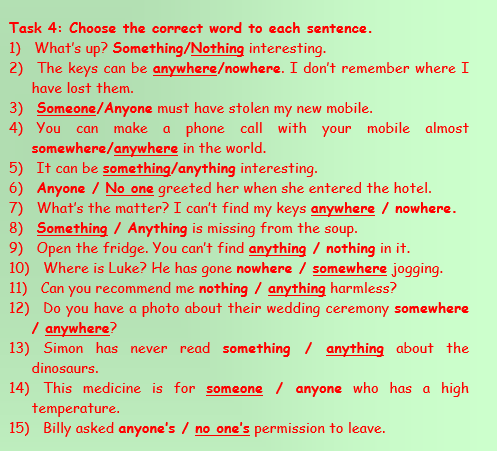 Task 4: Choose the correct word to each sentence.
1) What's up? Something/Nothing interesting.
2) The keys can be anywhere/nowhere. I don't remember where I
have lost them.
3) Someone/Anyone must have stolen my new mobile.
4) You can make a phone call with your mobile almost
somewhere/anywhere in the world.
5) It can be something/anything interesting.
6) Anyone / No one greeted her when she entered the hotel.
7) What's the matter? I can't find my keys anywhere / nowhere.
8) Something / Anything is missing from the soup.
9) Open the fridge. You can't find anything / nothing in it.
10) Where is Luke? He has gone nowhere / somewhere jogging.
11) Can you recommend me nothing / anything harmless?
12) Do you have a photo about their wedding ceremony somewhere
/ anywhere?
13) Simon has never read something / anything about the
dinosaurs.
14) This medicine is for someone / anyone who has a high
temperature.
15) Billy asked anyone's / no one's permission to leave.